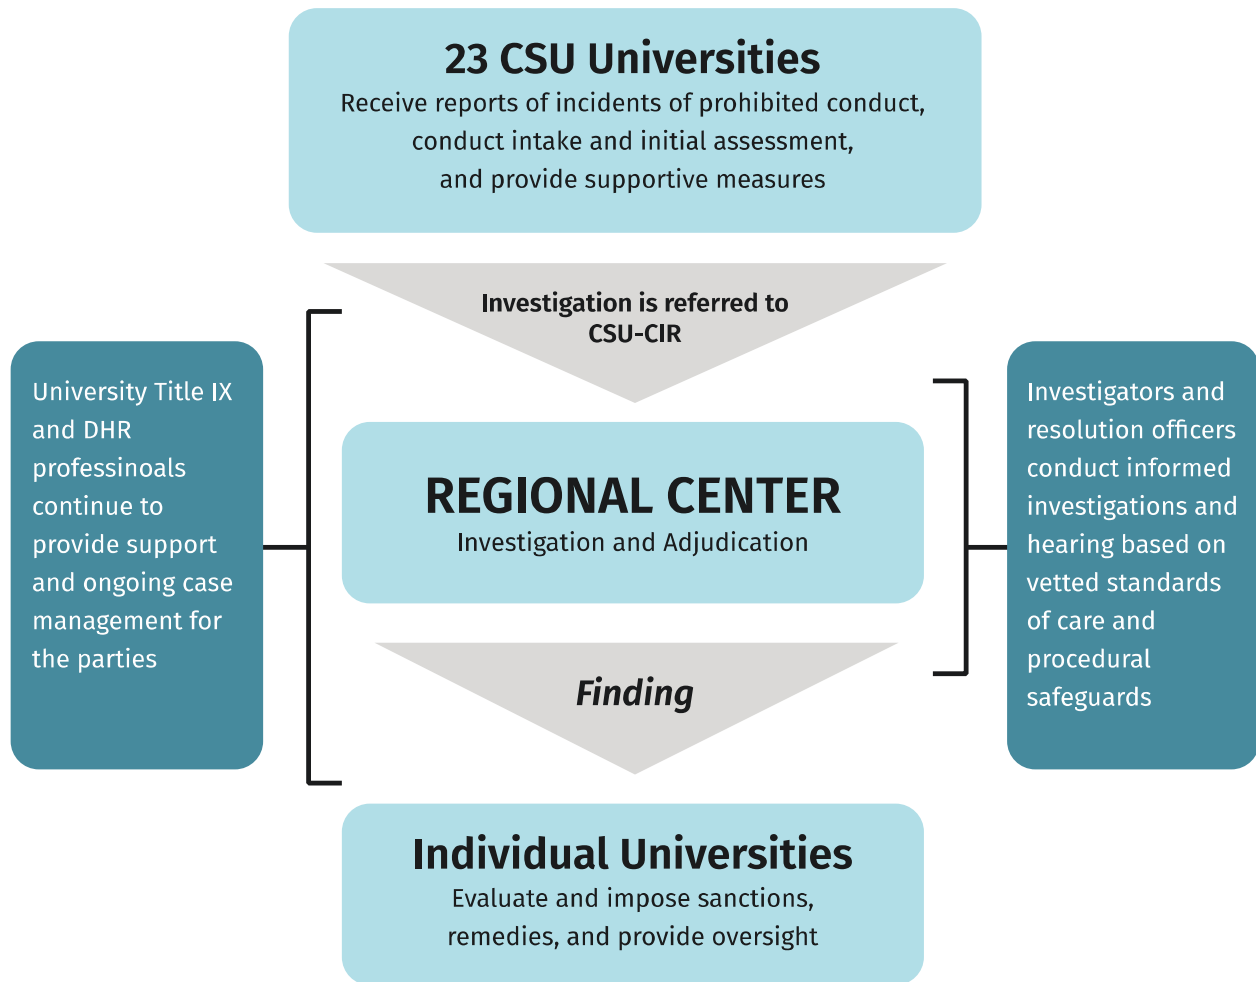 23 CSU Universities
Receive reports of incidents of prohibited conduct,
conduct intake and initial assessment,
and provide supportive measures
Investigation is referred to
CSU-CIR
University Title IX
and DHR
professinoals
continue to
provide support
and ongoing case
management for
the parties
REGIONAL CENTER
Investigation and Adjudication
Investigators and
resolution officers
conduct informed
investigations and
hearing based on
vetted standards
of care and
procedural
safeguards
Finding
Individual Universities
Evaluate and impose sanctions,
remedies, and provide oversight